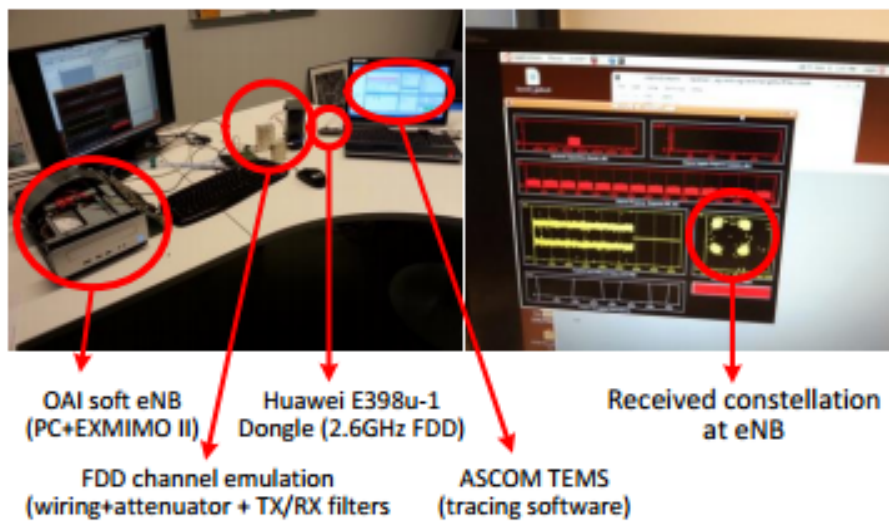 OAI soft eNB
(PC+EXMIMO II)
Huawei E398u-1
Dongle (2.6GHz FDD)
Received constellation
at eNB
FDD channel emulation
(wiring+attenuator + TX/RX filters
ASCOM TEMS
(tracing software)